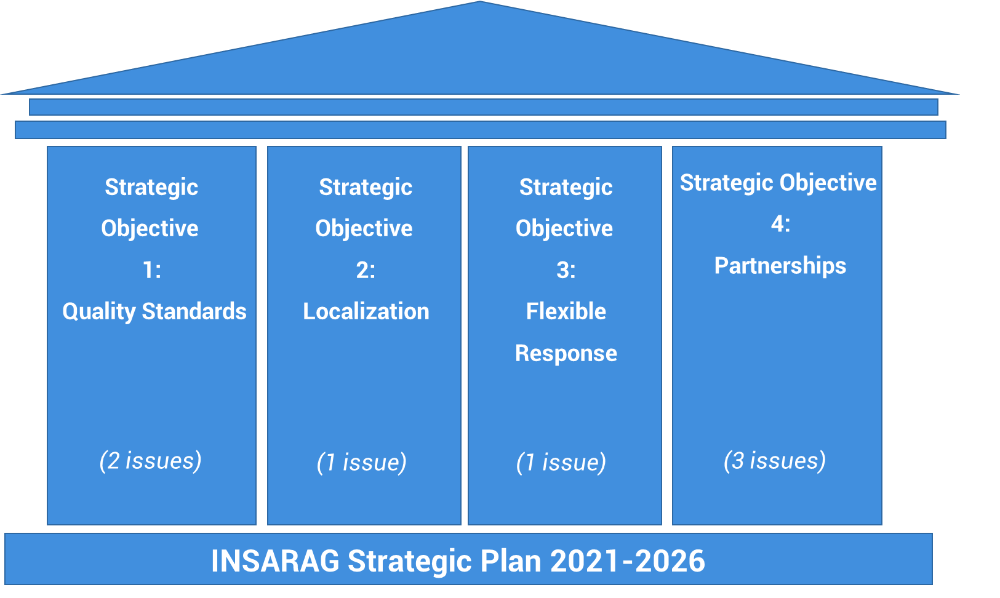 Strategic
Objective
1:
Quality Standards
(2 issues)
Strategic
Objective
2:
Localization
(1 issue)
Strategic
Objective
3:
Flexible
Response
(1 issue)
Strategic Objective
4:
Partnerships
(3 issues)
INSARAG Strategic Plan 2021-2026